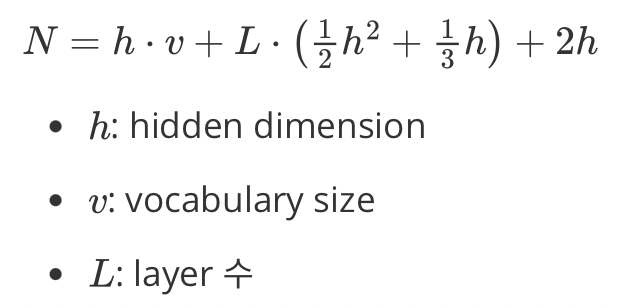 N = h · v + L · (1/2 h² + 1/3 h) + 2h
• h: hidden dimension
• v: vocabulary size
• L: layer 수